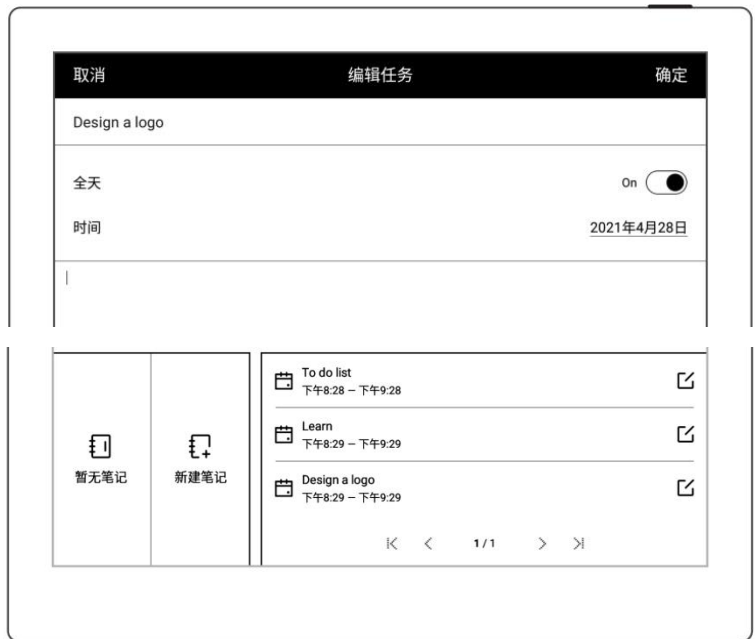 取消 编辑任务 确定
Design a logo
全天 On
时间 2021年4月28日
To do list
下午8:28 – 下午9:28
Learn
下午8:29 – 下午9:29
暂无笔记 新建笔记
Design a logo
下午8:29 – 下午9:29
1 / 1